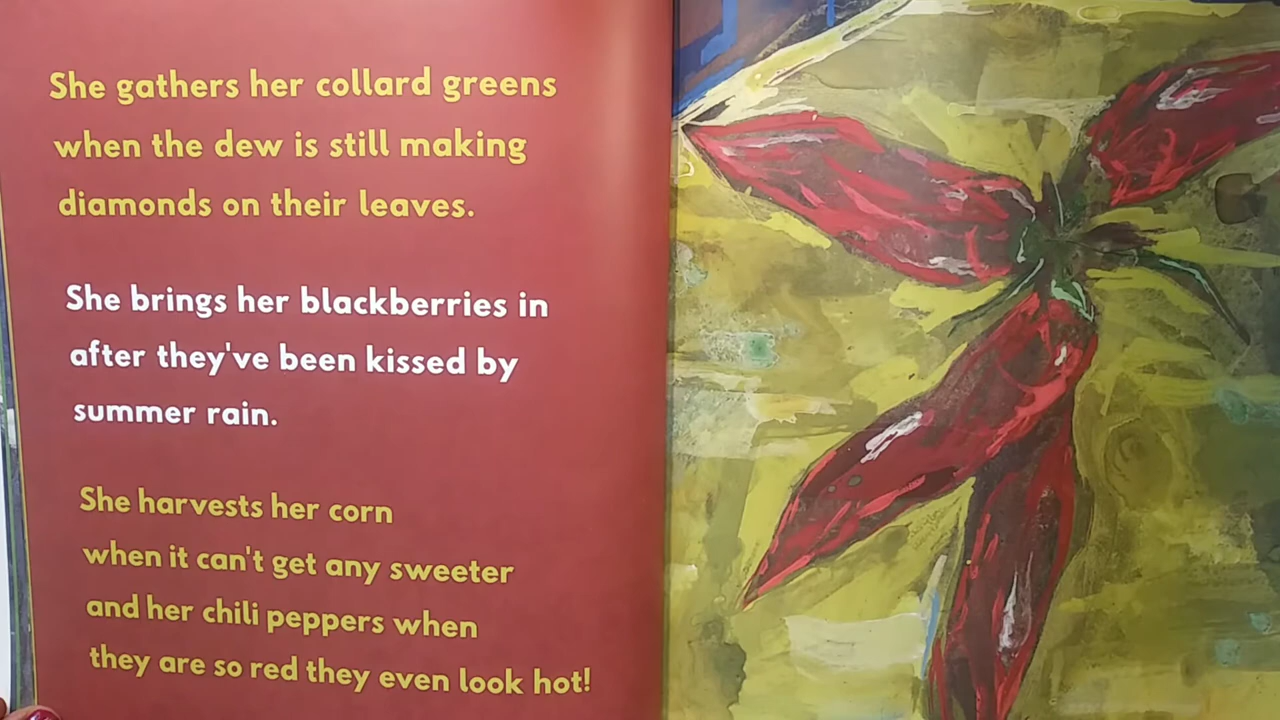 She gathers her collard greens
when the dew is still making
diamonds on their leaves.
She brings her blackberries in
after they've been kissed by
summer rain.
She harvests her corn
when it can't get any sweeter
and her chili peppers when
they are so red they even look hot!